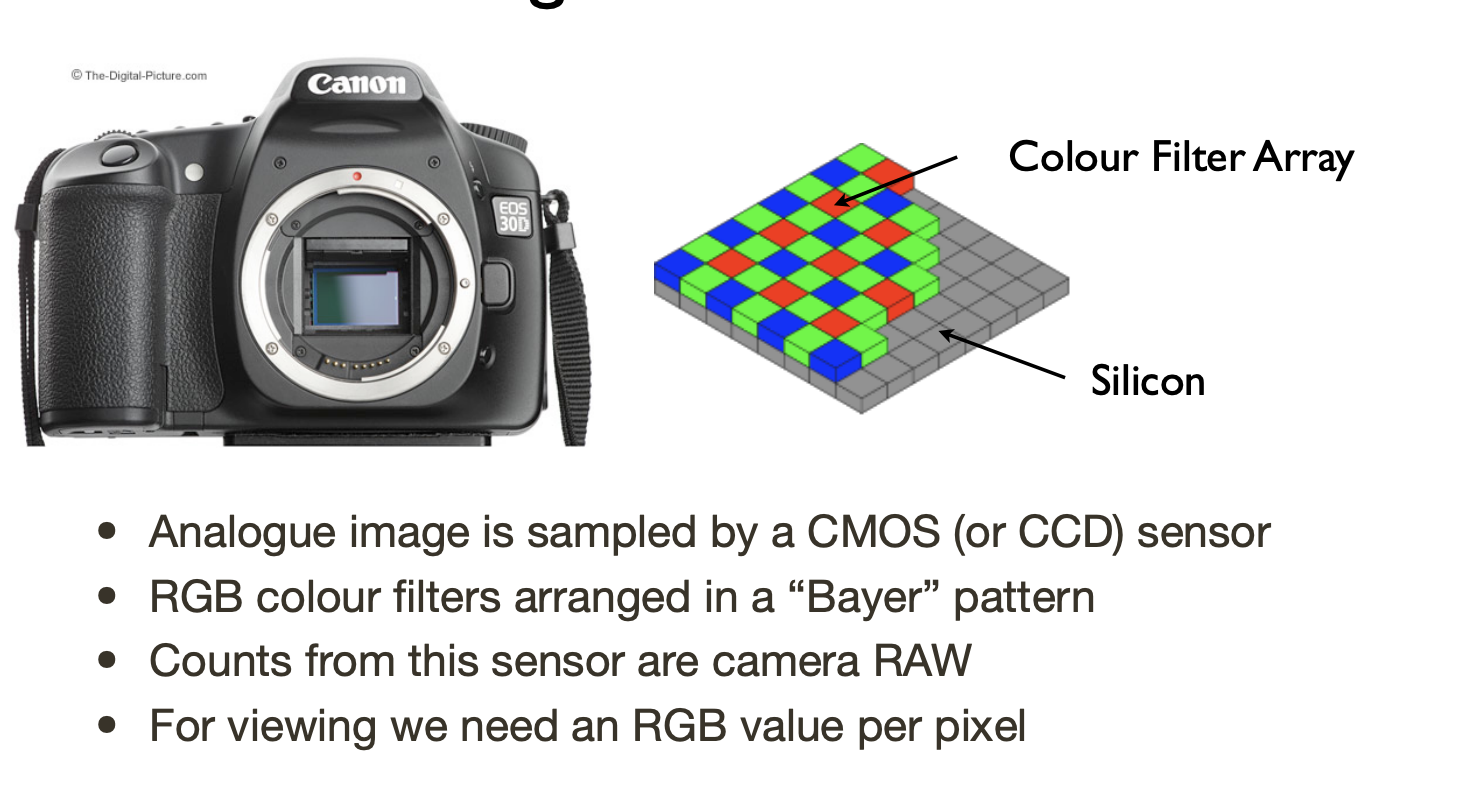 © The-Digital-Picture.com
Canon
EOS
30D
Colour Filter Array
Silicon
• Analogue image is sampled by a CMOS (or CCD) sensor
• RGB colour filters arranged in a “Bayer” pattern
• Counts from this sensor are camera RAW
• For viewing we need an RGB value per pixel